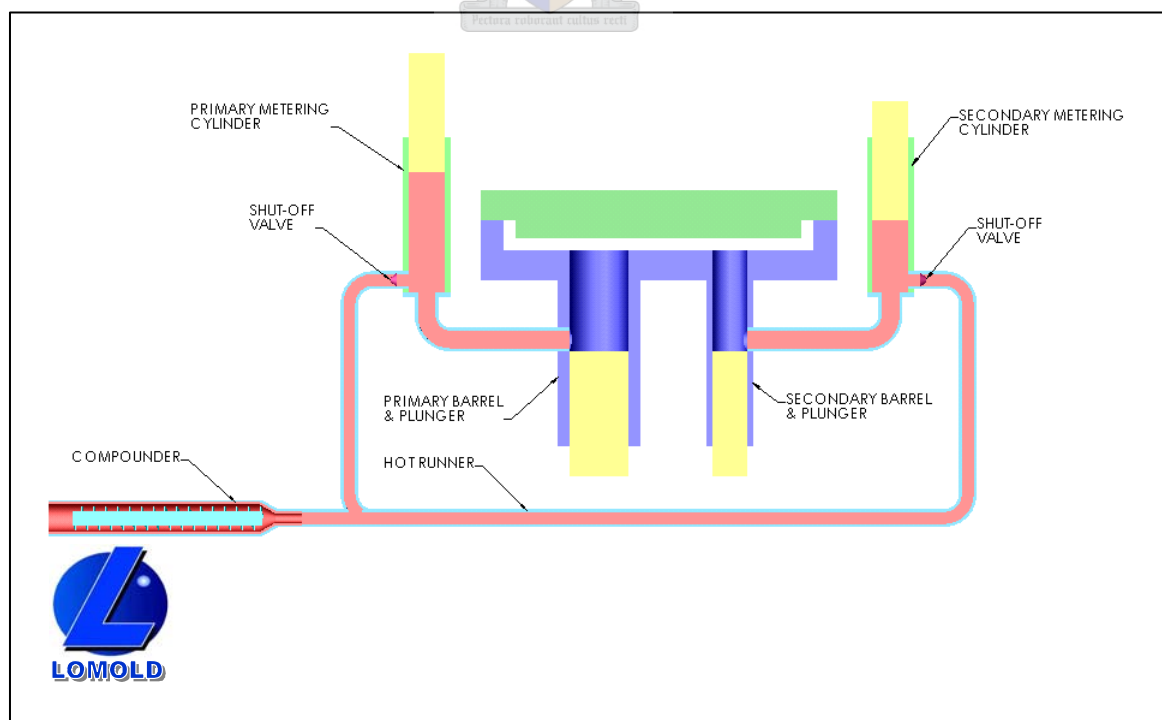 Pectora roborant cultus recti
PRIMARY METERING
CYLINDER
SECONDARY METERING
CYLINDER
SHUT-OFF
VALVE
SHUT-OFF
VALVE
PRIMARY BARREL
& PLUNGER
SECONDARY BARREL
& PLUNGER
COMPOUNDER
HOT RUNNER
L
LOMOLD